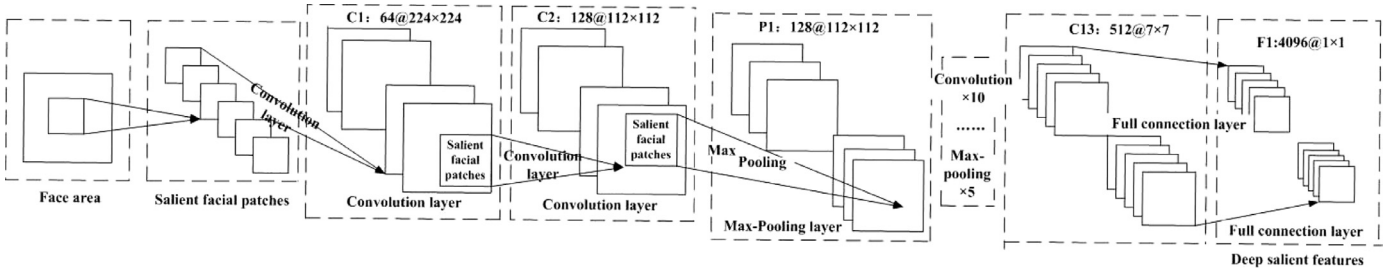 C1: 64@224×224
C2: 128@112×112
P1: 128@112×112
C13: 512@7×7
F1:4096@1×1
Convolution
layer
Salient
facial
patches
Convolution
layer
Salient
facial
patches
Max
Pooling
Convolution
×10
......
Max-
pooling
×5
Full connection layer
Face area
Salient facial patches
Convolution layer
Convolution layer
Max-Pooling layer
Full connection layer
Deep salient features